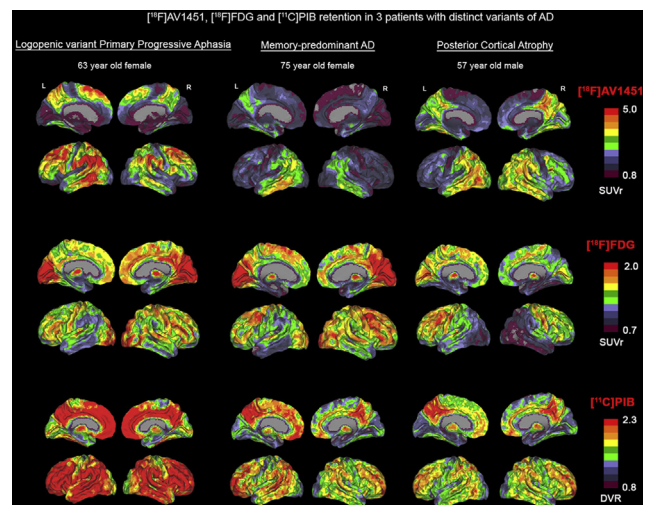 [¹⁸F]AV1451, [¹⁸F]FDG and [¹¹C]PIB retention in 3 patients with distinct variants of AD
Logopenic variant Primary Progressive Aphasia
Memory-predominant AD
Posterior Cortical Atrophy
63 year old female
75 year old female
57 year old male
L
R
L
R
L
R
[¹⁸F]AV1451
5.0
0.8
SUVr
[¹⁸F]FDG
2.0
0.7
SUVr
[¹¹C]PIB
2.3
0.8
DVR